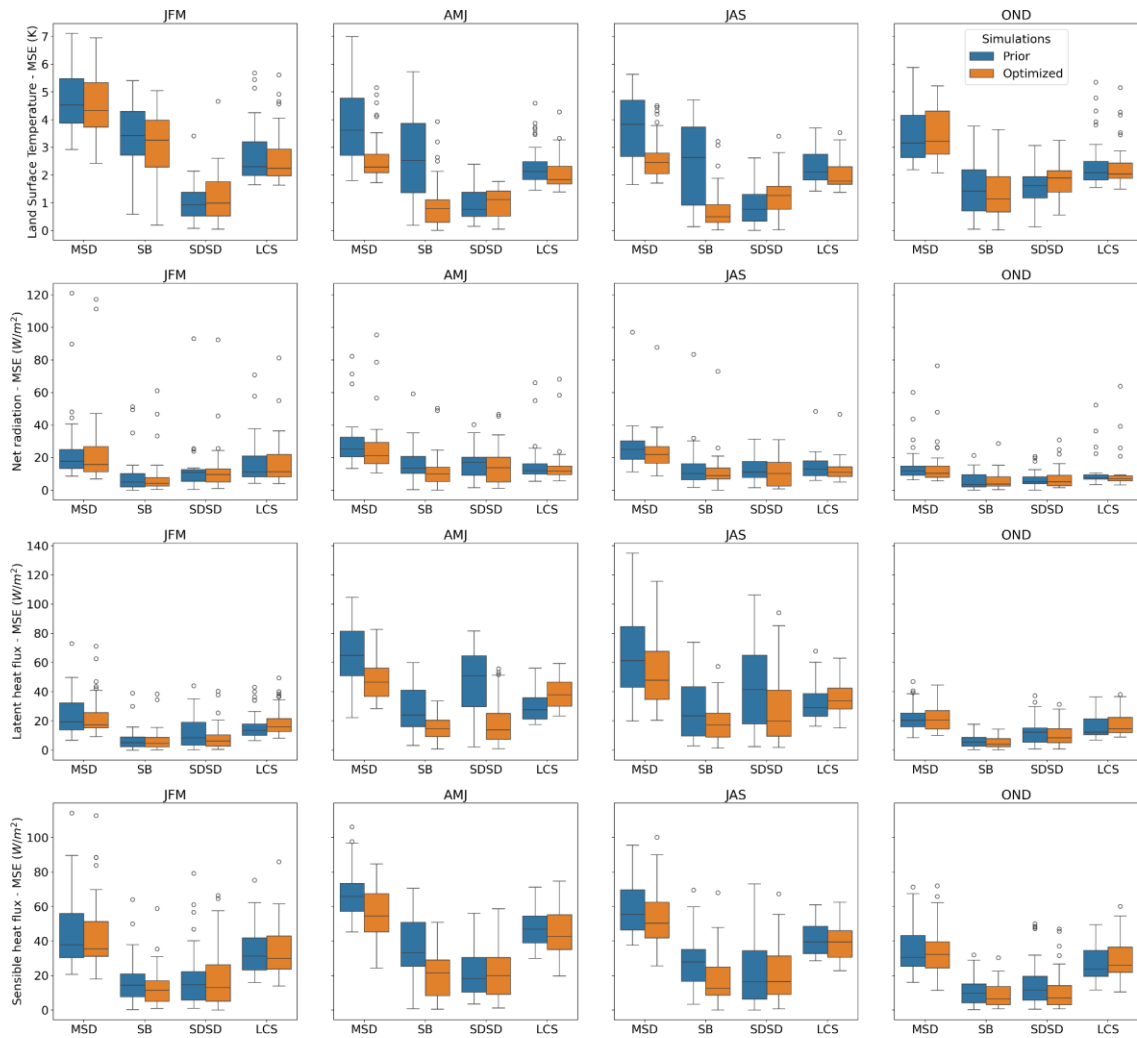 JFM AMJ JAS OND
Land Surface Temperature - MSE (K)
7
6
5
4
3
2
1
0
Simulations
Prior
Optimized
MSD SB SDSD LCS MSD SB SDSD LCS MSD SB SDSD LCS MSD SB SDSD LCS
JFM AMJ JAS OND
Net radiation - MSE (W/m²)
120
100
80
60
40
20
0
MSD SB SDSD LCS MSD SB SDSD LCS MSD SB SDSD LCS MSD SB SDSD LCS
JFM AMJ JAS OND
Latent heat flux - MSE (W/m²)
140
120
100
80
60
40
20
0
MSD SB SDSD LCS MSD SB SDSD LCS MSD SB SDSD LCS MSD SB SDSD LCS
JFM AMJ JAS OND
Sensible heat flux - MSE (W/m²)
100
80
60
40
20
0
MSD SB SDSD LCS MSD SB SDSD LCS MSD SB SDSD LCS MSD SB SDSD LCS